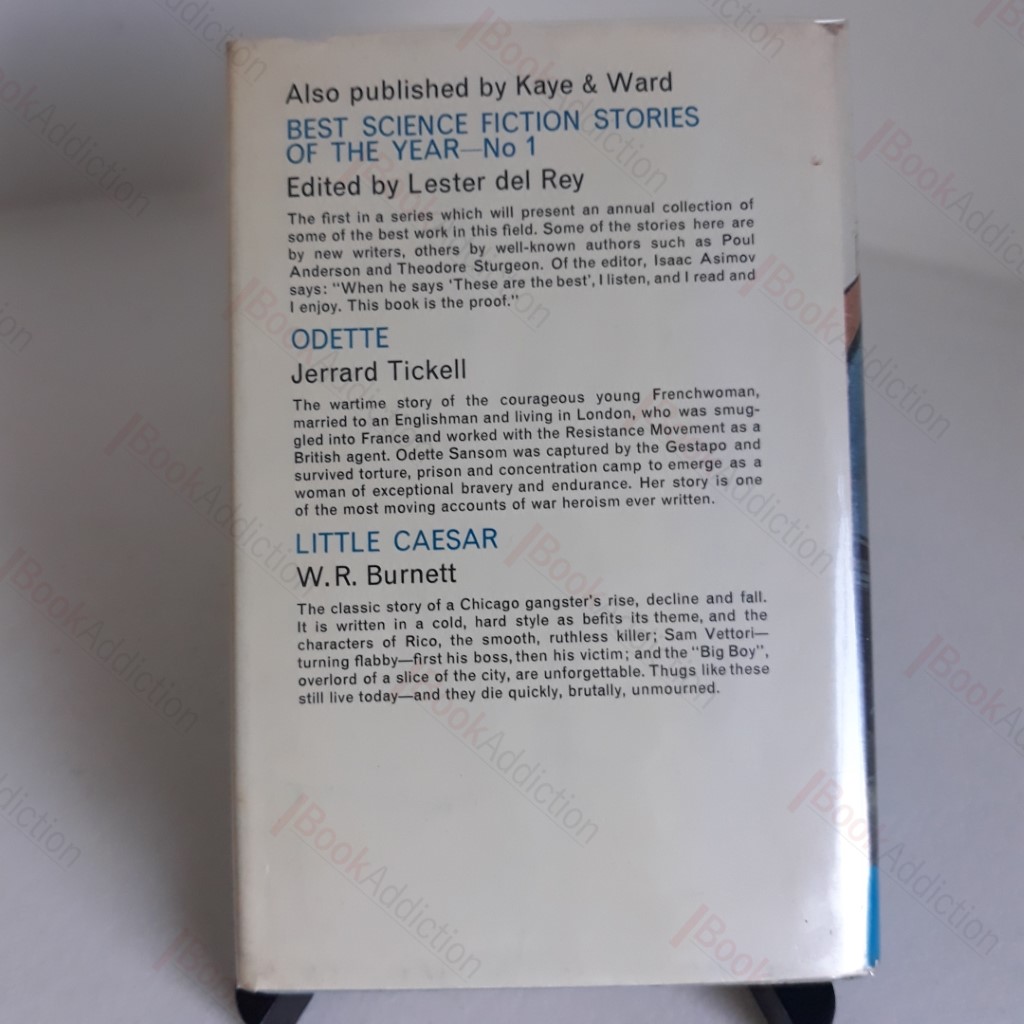 Also published by Kaye & Ward
BEST SCIENCE FICTION STORIES
OF THE YEAR—No 1
Edited by Lester del Rey
The first in a series which will present an annual collection of
some of the best work in this field. Some of the stories here are
by new writers, others by well-known authors such as Poul
Anderson and Theodore Sturgeon. Of the editor, Isaac Asimov
says: "When he says 'These are the best', I listen, and I read and
I enjoy. This book is the proof."
ODETTE
Jerrard Tickell
The wartime story of the courageous young Frenchwoman,
married to an Englishman and living in London, who was smug-
gled into France and worked with the Resistance Movement as a
British agent. Odette Sansom was captured by the Gestapo and
survived torture, prison and concentration camp to emerge as a
woman of exceptional bravery and endurance. Her story is one
of the most moving accounts of war heroism ever written.
LITTLE CAESAR
W.R. Burnett
The classic story of a Chicago gangster's rise, decline and fall.
It is written in a cold, hard style as befits its theme, and the
characters of Rico, the smooth, ruthless killer; Sam Vettori—
turning flabby—first his boss, then his victim; and the "Big Boy",
overlord of a slice of the city, are unforgettable. Thugs like these
still live today—and they die quickly, brutally, unmourned.
BookAddiction